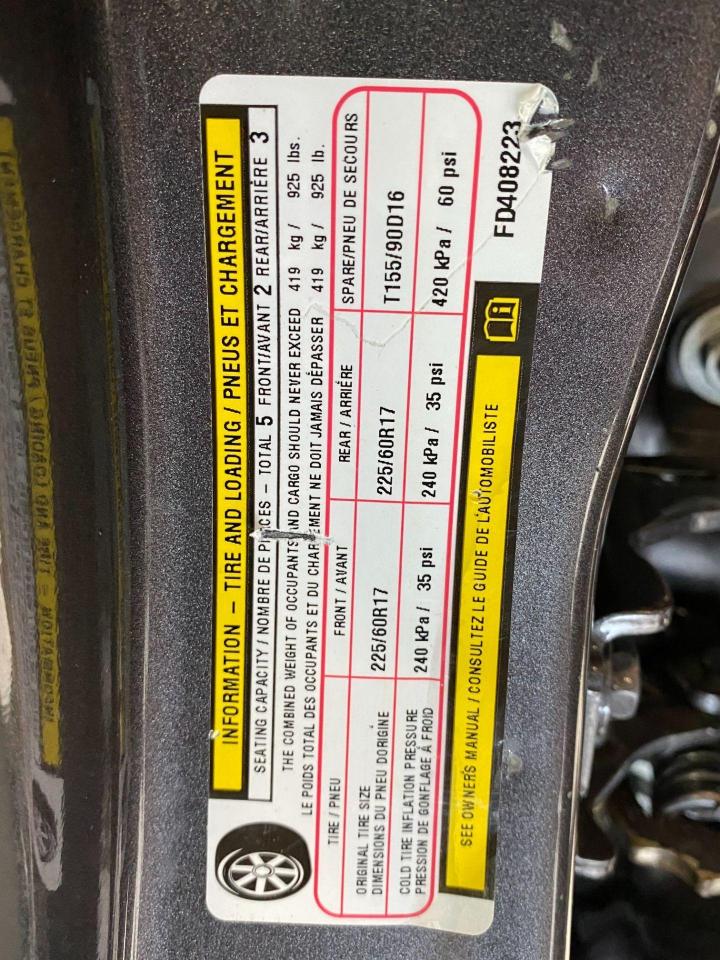 INFORMATION – TIRE AND LOADING / PNEUS ET CHARGEMENT
SEATING CAPACITY / NOMBRE DE PLACES – TOTAL 5 FRONT/AVANT 2 REAR/ARRIÈRE 3
THE COMBINED WEIGHT OF OCCUPANTS AND CARGO SHOULD NEVER EXCEED 419 kg / 925 lbs.
LE POIDS TOTAL DES OCCUPANTS ET DU CHARGEMENT NE DOIT JAMAIS DÉPASSER 419 kg / 925 lb.
TIRE / PNEU FRONT / AVANT REAR / ARRIÉRE SPARE/PNEU DE SECOURS
ORIGINAL TIRE SIZE
DIMENSIONS DU PNEU D'ORIGINE 225/60R17 225/60R17 T155/90D16
COLD TIRE INFLATION PRESSURE
PRESSION DE GONFLAGE Á FROID 240 kPa / 35 psi 240 kPa / 35 psi 420 kPa / 60 psi
SEE OWNER'S MANUAL / CONSULTEZ LE GUIDE DE L'AUTOMOBILISTE
FD408223